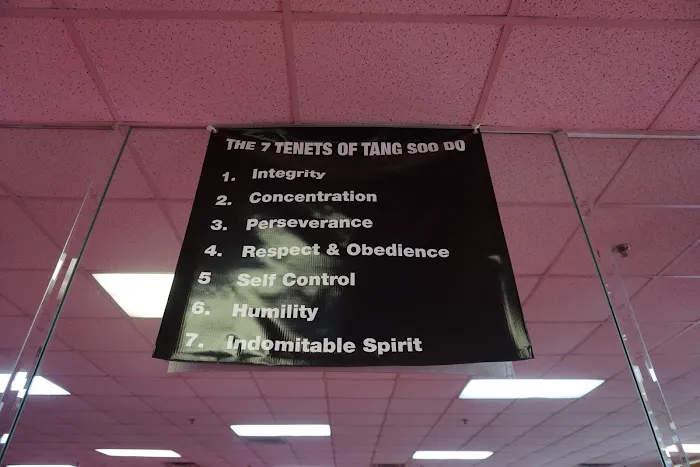 THE 7 TENETS OF TANG SOO DO
1. Integrity
2. Concentration
3. Perseverance
4. Respect & Obedience
5 Self Control
6. Humility
7. Indomitable Spirit